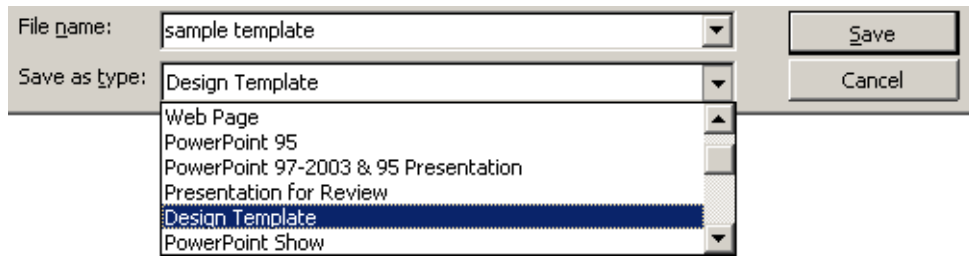 File name: sample template Save
Save as type: Design Template Cancel
Web Page
PowerPoint 95
PowerPoint 97-2003 & 95 Presentation
Presentation for Review
Design Template
PowerPoint Show